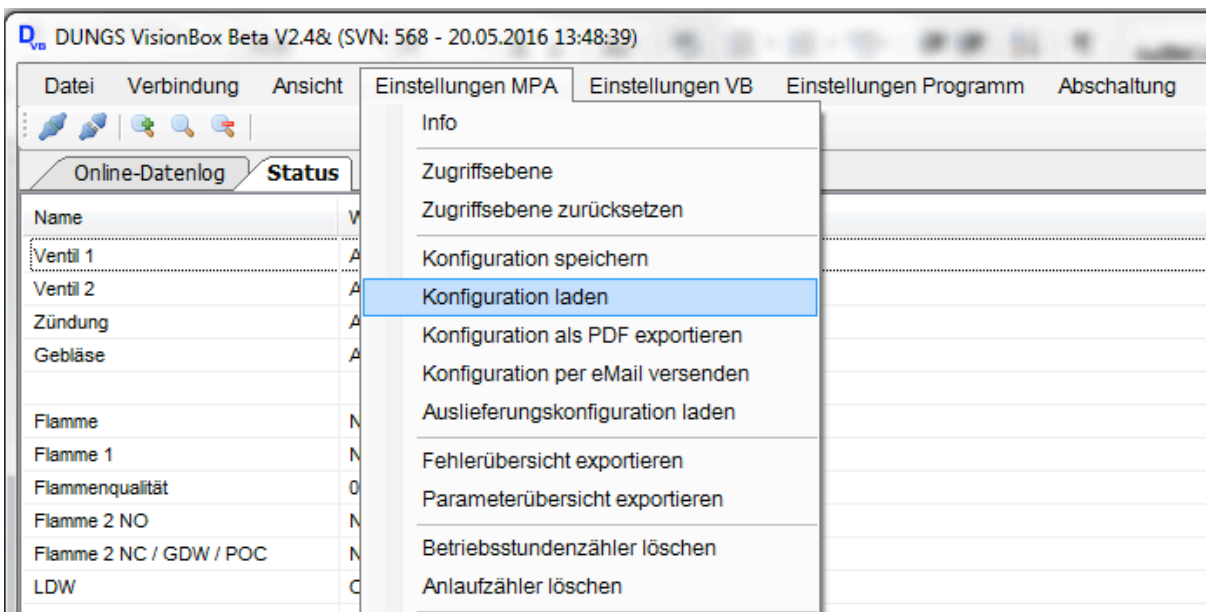 DVB DUNGS VisionBox Beta V2.4& (SVN: 568 - 20.05.2016 13:48:39)
Datei Verbindung Ansicht Einstellungen MPA Einstellungen VB Einstellungen Programm Abschaltung
Info
Online-Datenlog Status
Zugriffsebene
Zugriffsebene zurücksetzen
Konfiguration speichern
Konfiguration laden
Konfiguration als PDF exportieren
Konfiguration per eMail versenden
Auslieferungskonfiguration laden
Fehlerübersicht exportieren
Parameterübersicht exportieren
Betriebsstundenzähler löschen
Anlaufzähler löschen
Name
Ventil 1 A
Ventil 2 A
Zündung A
Gebläse A
Flamme N
Flamme 1 N
Flammenqualität 0
Flamme 2 NO N
Flamme 2 NC / GDW / POC N
LDW